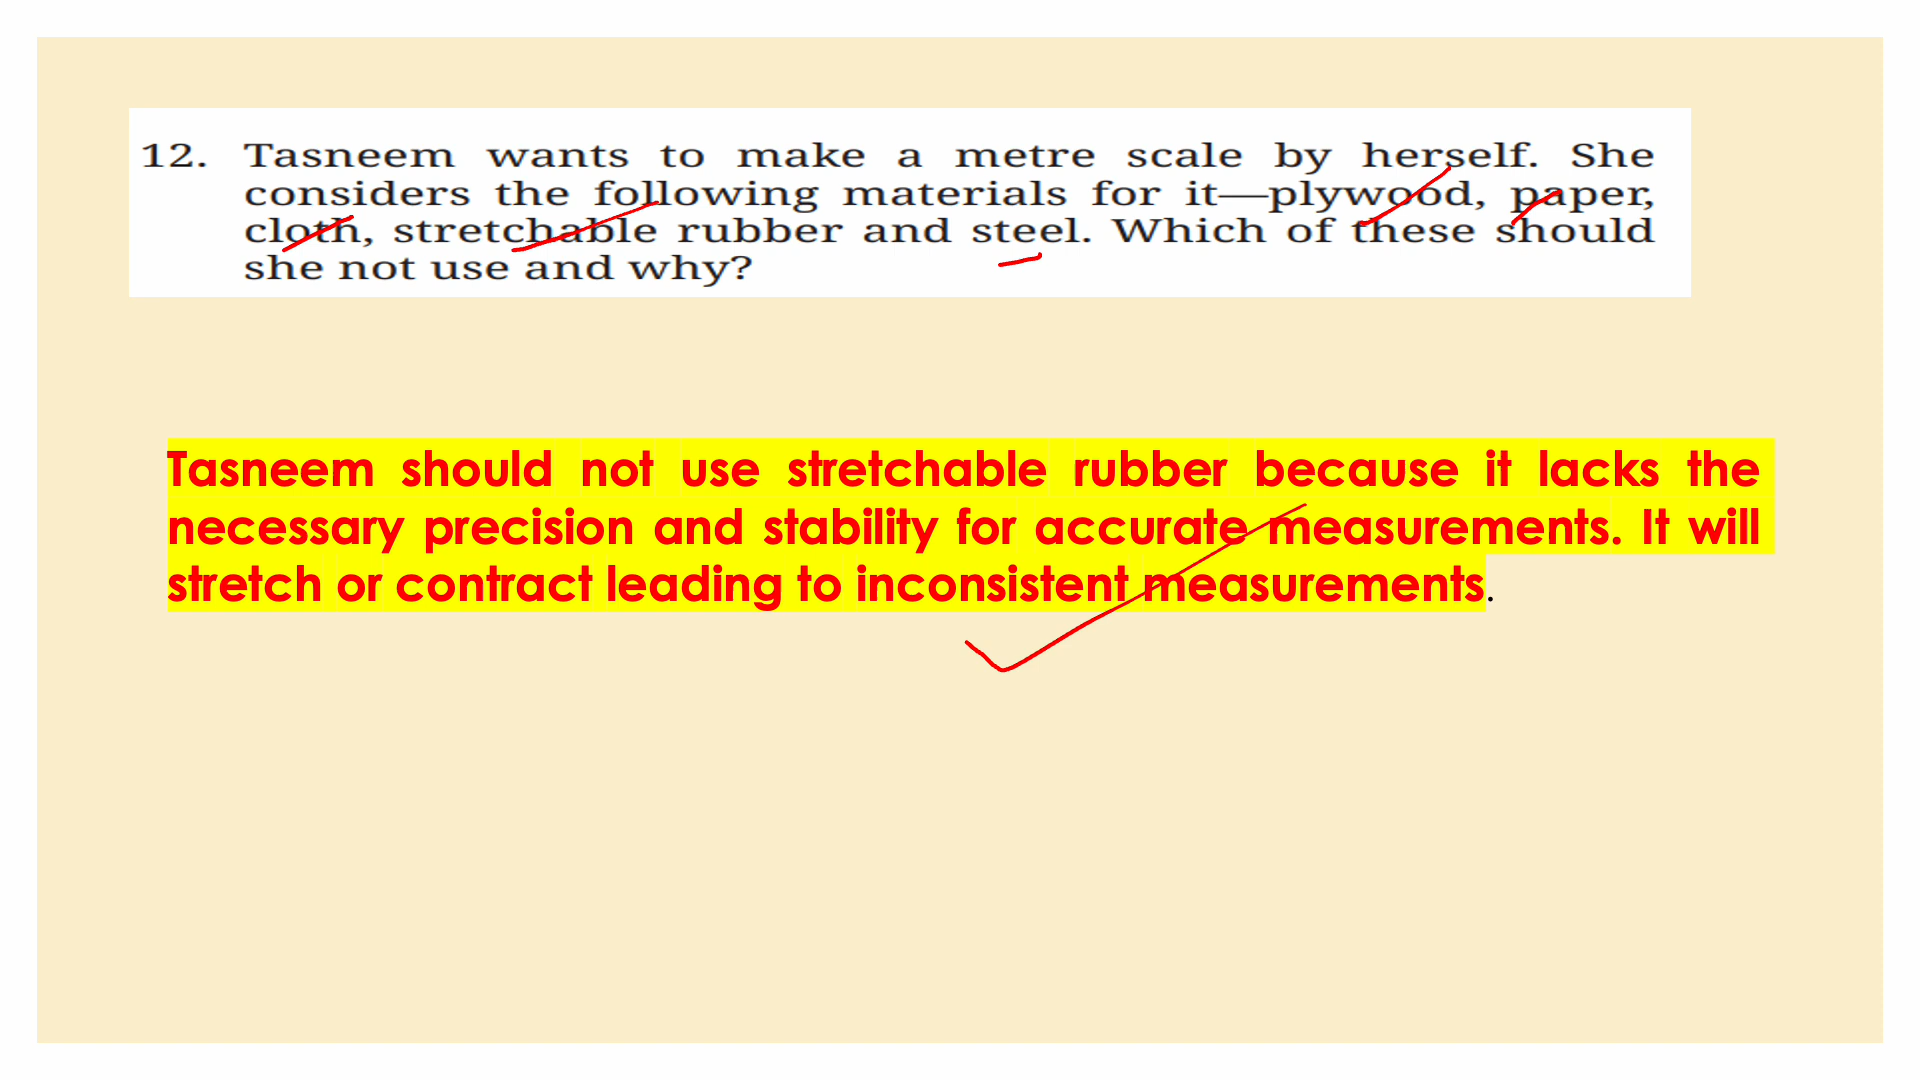 12. Tasneem wants to make a metre scale by herself. She
considers the following materials for it—plywood, paper,
cloth, stretchable rubber and steel. Which of these should
she not use and why?
Tasneem should not use stretchable rubber because it lacks the
necessary precision and stability for accurate measurements. It will
stretch or contract leading to inconsistent measurements.